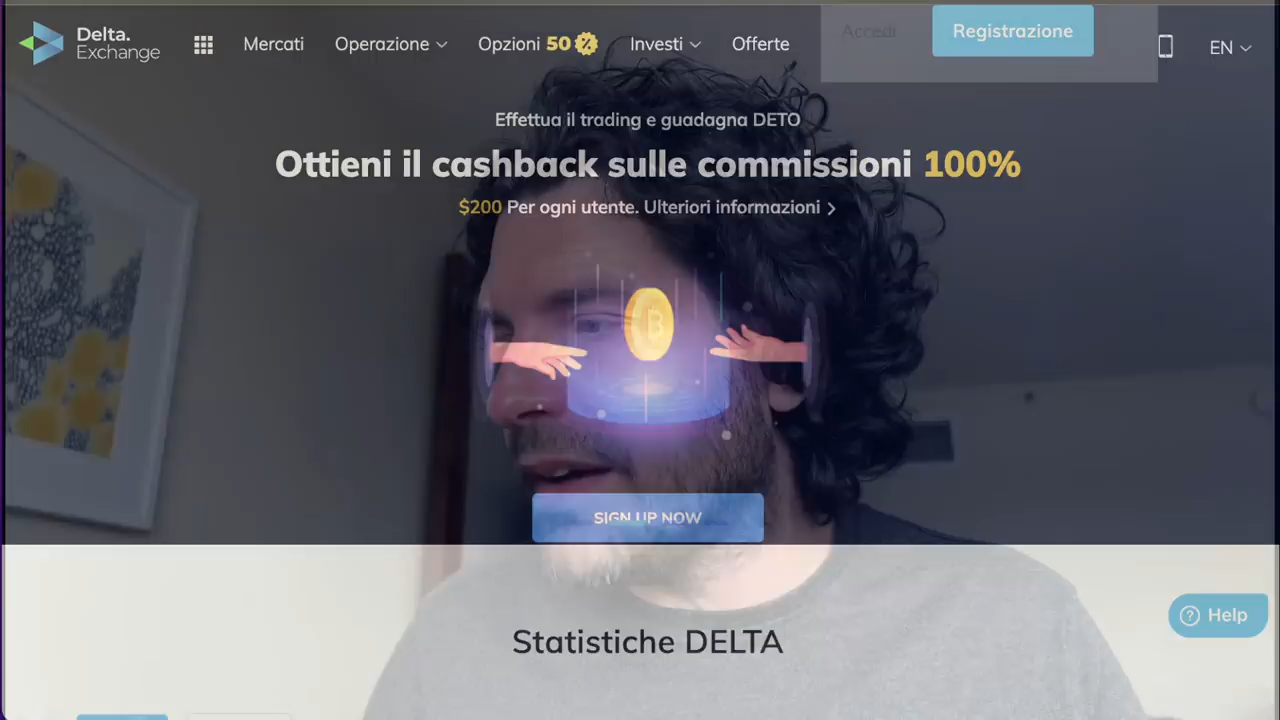 Delta.
Exchange
Mercati
Operazione
Opzioni 50
Investi
Offerte
Accedi
Registrazione
EN
Effettua il trading e guadagna DETO
Ottieni il cashback sulle commissioni 100%
$200 Per ogni utente. Ulteriori informazioni
SIGN UP NOW
Help
Statistiche DELTA